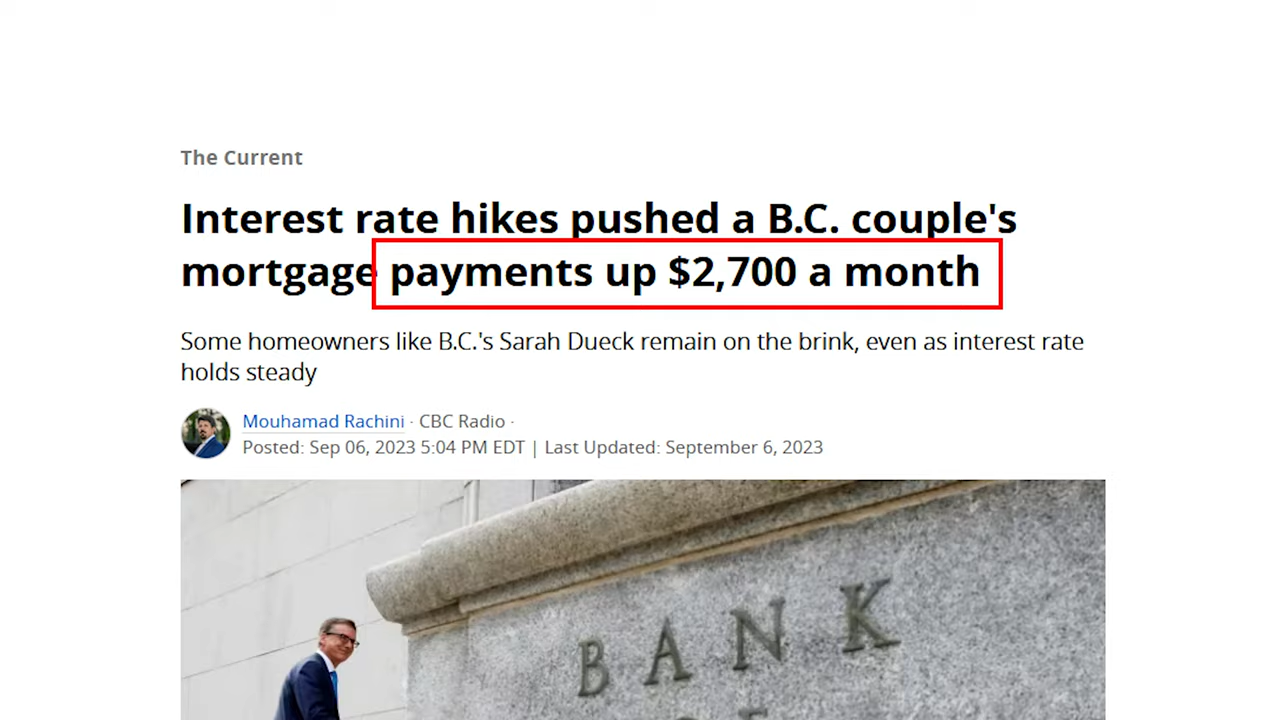 The Current
Interest rate hikes pushed a B.C. couple's
mortgage payments up $2,700 a month
Some homeowners like B.C.'s Sarah Dueck remain on the brink, even as interest rate
holds steady
Mouhamad Rachini · CBC Radio ·
Posted: Sep 06, 2023 5:04 PM EDT | Last Updated: September 6, 2023
BANK